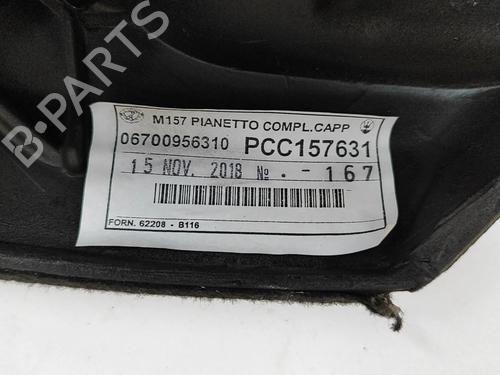 B-PARTS
M157 PIANETTO COMPL.CAPP
06700956310 PCC157631
15 NOV. 2018 № . - 167
FORN. 62208 - B116